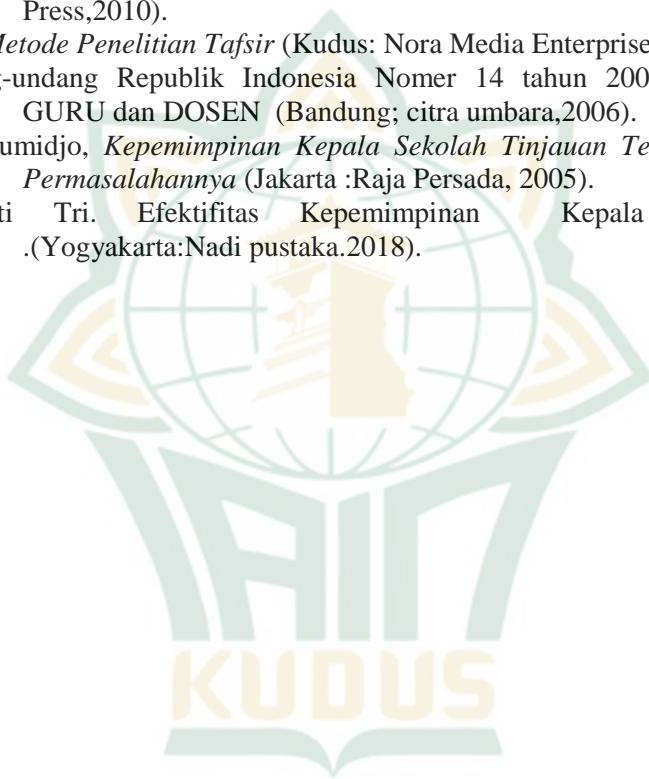 Press,2010).
Metode Penelitian Tafsir (Kudus: Nora Media Enterprise
g-undang Republik Indonesia Nomer 14 tahun 200
GURU dan DOSEN (Bandung; citra umbara,2006).
umidjo, Kepemimpinan Kepala Sekolah Tinjauan Te
Permasalahannya (Jakarta :Raja Persada, 2005).
ti Tri. Efektifitas Kepemimpinan Kepala
.(Yogyakarta:Nadi pustaka.2018).
IAIN
KUDUS